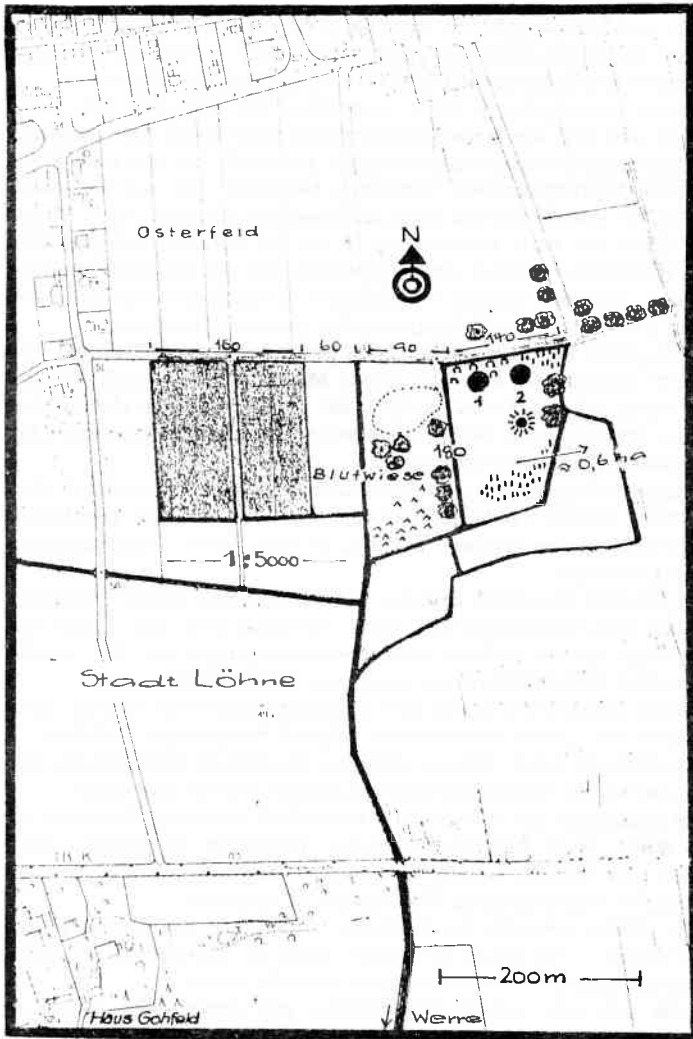 Osterfeld
N
160 60 90 140
1 2
180
Blutwiese
≈ 0,6 ha
1:5000
Stadt Löhne
200m
Haus Gohfeld
Werre